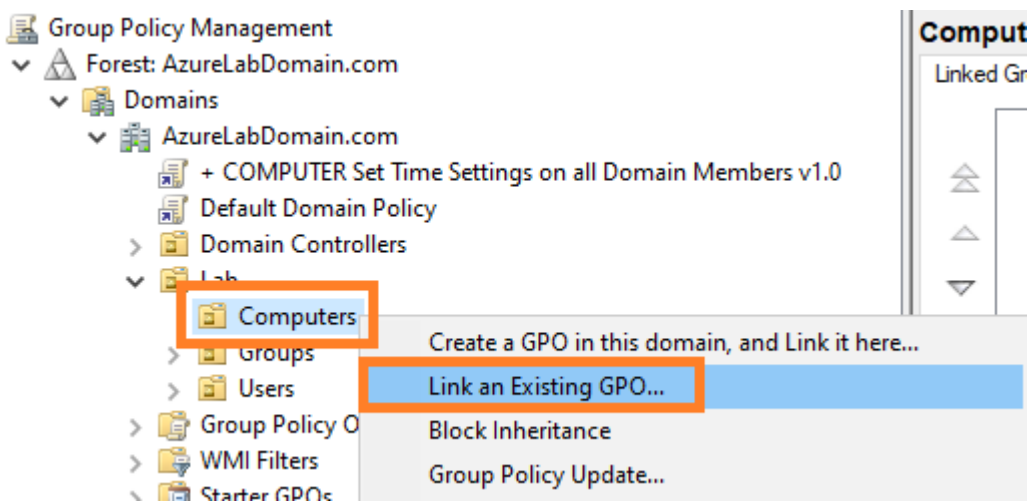 Group Policy Management
Comput
Forest: AzureLabDomain.com
Linked Gr
Domains
AzureLabDomain.com
+ COMPUTER Set Time Settings on all Domain Members v1.0
Default Domain Policy
Domain Controllers
Lab
Computers
Create a GPO in this domain, and Link it here...
Groups
Link an Existing GPO...
Users
Group Policy O
Block Inheritance
WMI Filters
Group Policy Update...
Starter GPOs